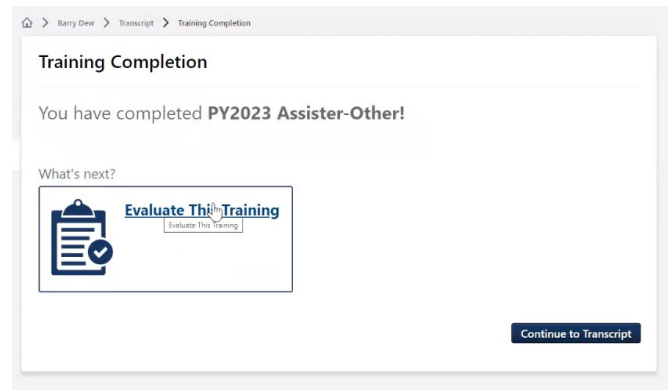 Barry Dew > Transcript > Training Completion
Training Completion
You have completed PY2023 Assister-Other!
What's next?
Evaluate This Training
Evaluate This Training
Continue to Transcript